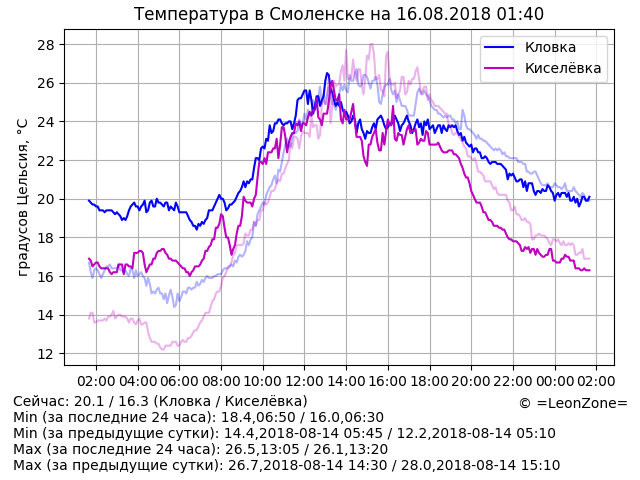 Температура в Смоленске на 16.08.2018 01:40
Кловка
Киселёвка
градусов Цельсия, °C
28
26
24
22
20
18
16
14
12
02:00 04:00 06:00 08:00 10:00 12:00 14:00 16:00 18:00 20:00 22:00 00:00 02:00
Сейчас: 20.1 / 16.3 (Кловка / Киселёвка)
© =LeonZone=
Min (за последние 24 часа): 18.4,06:50 / 16.0,06:30
Min (за предыдущие сутки): 14.4,2018-08-14 05:45 / 12.2,2018-08-14 05:10
Max (за последние 24 часа): 26.5,13:05 / 26.1,13:20
Max (за предыдущие сутки): 26.7,2018-08-14 14:30 / 28.0,2018-08-14 15:10